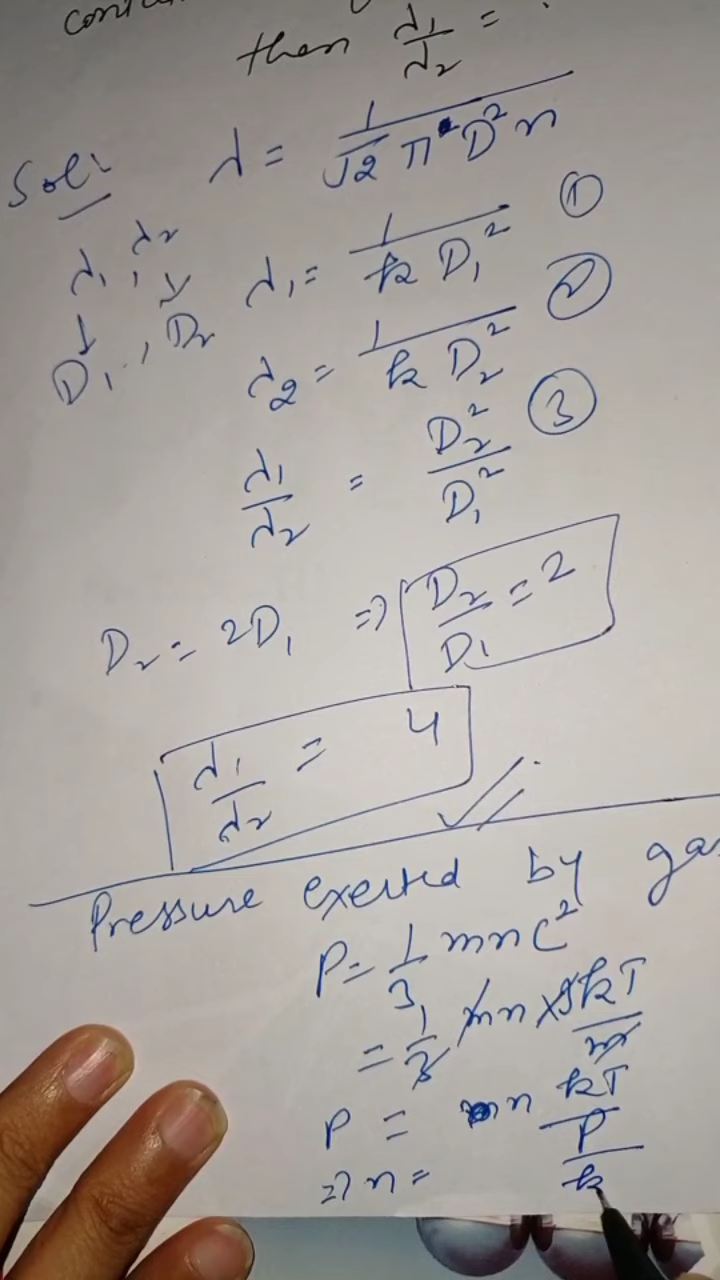 then λ₁/λ₂ = ?
Sol:
λ = 1/(√2 π D² n)
λ₁, λ₂
λ₁ = 1/(k D₁²) ①
D₁, D₂
λ₂ = 1/(k D₂²) ②
λ₁/λ₂ = D₂²/D₁² ③
D₂ = 2D₁ ⇒ D₂/D₁ = 2
λ₁/λ₂ = 4
Pressure exerted by
P = 1/3 mnC²
= 1/3 mn × 3kT/m
P = n kT
⇒ n = P/k